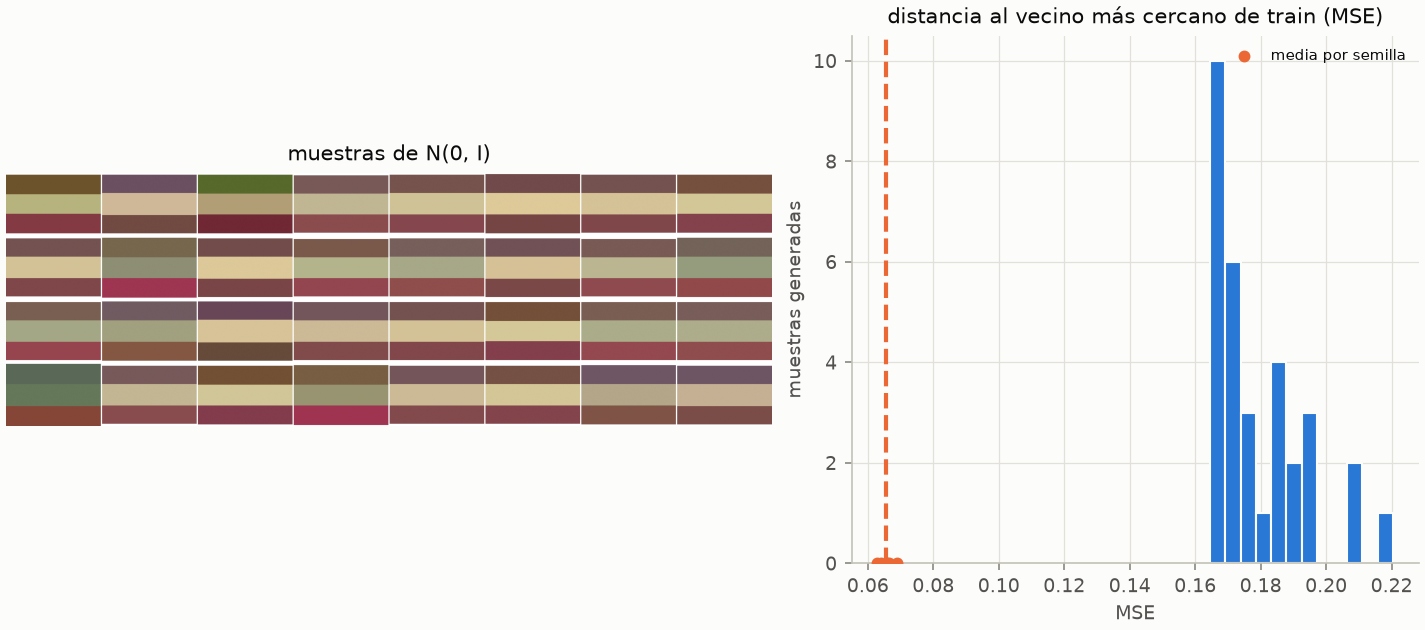 muestras de N(0, I)
distancia al vecino más cercano de train (MSE)
media por semilla
muestras generadas
10
8
6
4
2
0
0.06 0.08 0.10 0.12 0.14 0.16 0.18 0.20 0.22
MSE